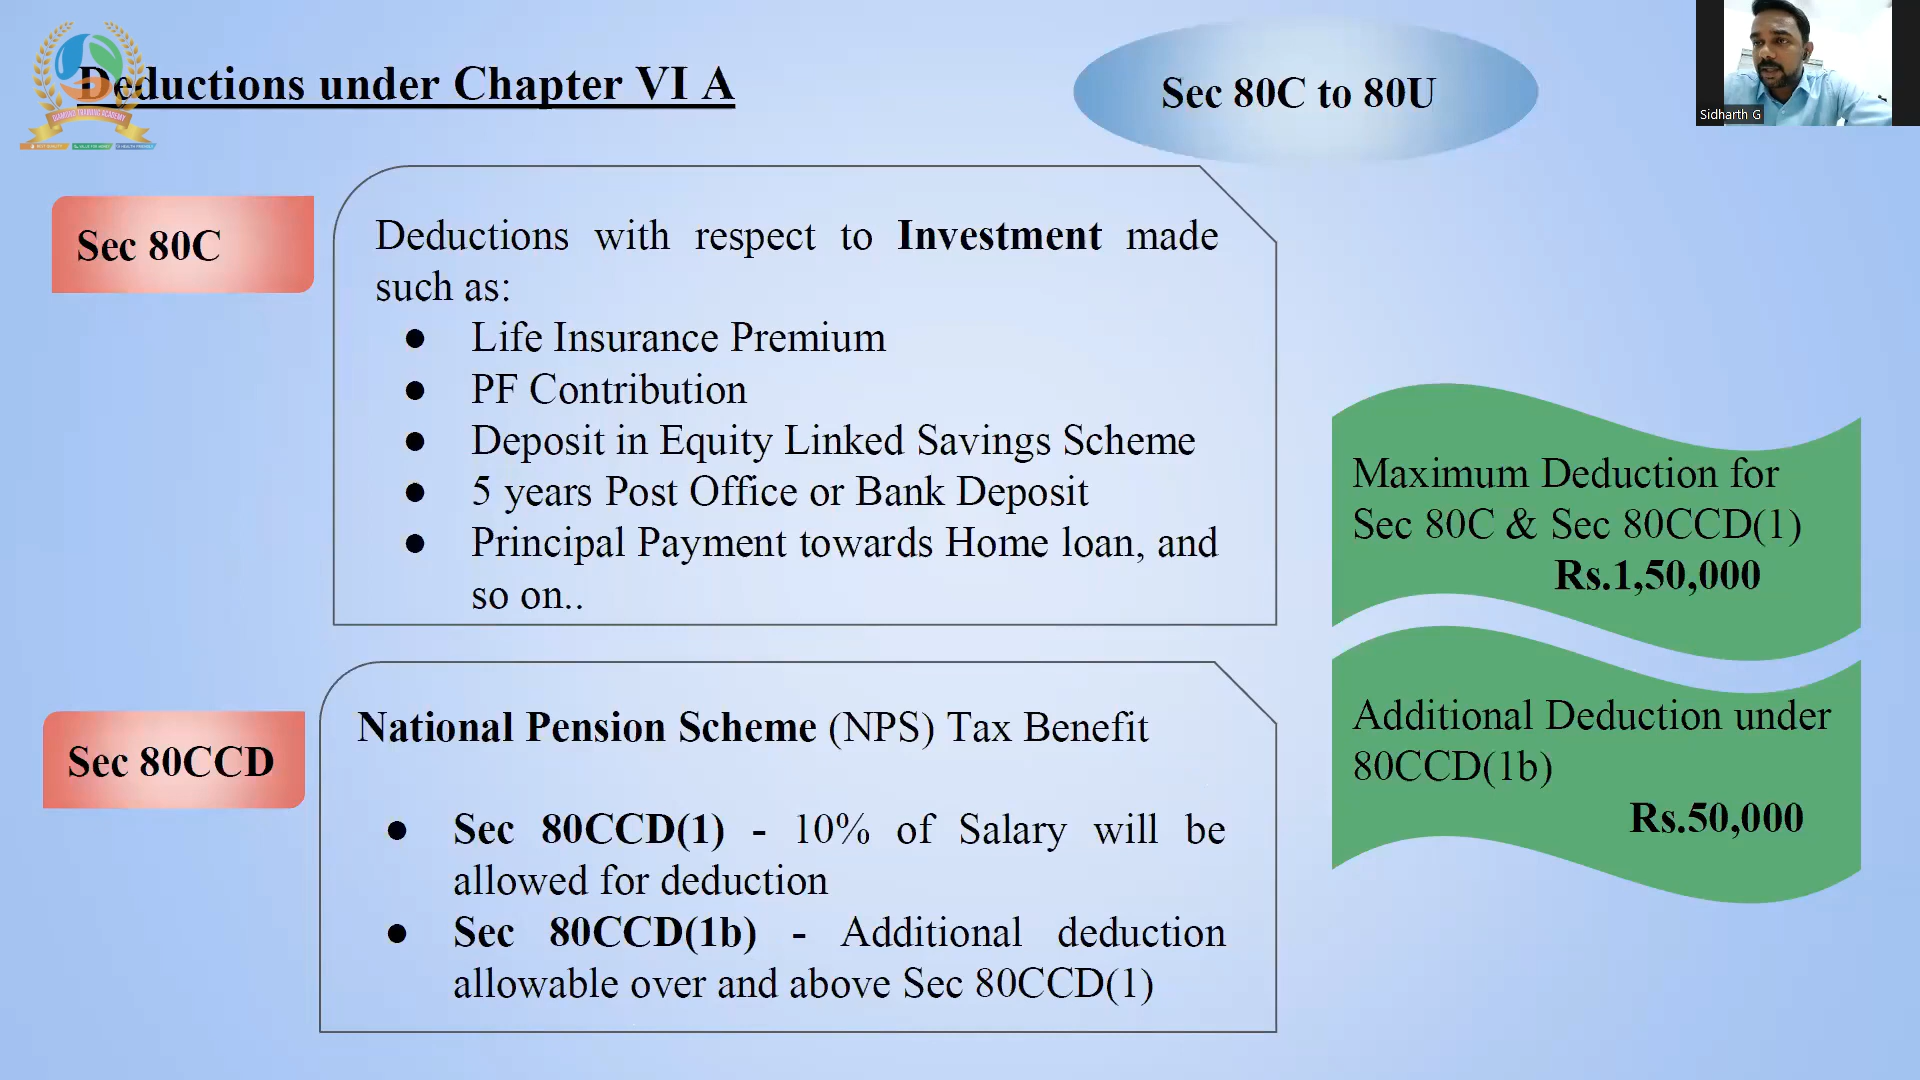 Deductions under Chapter VI A
Sec 80C to 80U
Sidharth G
DIAMOND TRAINING ACADEMY
Sec 80C
Deductions with respect to Investment made
such as:
● Life Insurance Premium
● PF Contribution
● Deposit in Equity Linked Savings Scheme
● 5 years Post Office or Bank Deposit
● Principal Payment towards Home loan, and
so on..
Maximum Deduction for
Sec 80C & Sec 80CCD(1)
Rs.1,50,000
Sec 80CCD
National Pension Scheme (NPS) Tax Benefit
● Sec 80CCD(1) - 10% of Salary will be
allowed for deduction
● Sec 80CCD(1b) - Additional deduction
allowable over and above Sec 80CCD(1)
Additional Deduction under
80CCD(1b)
Rs.50,000